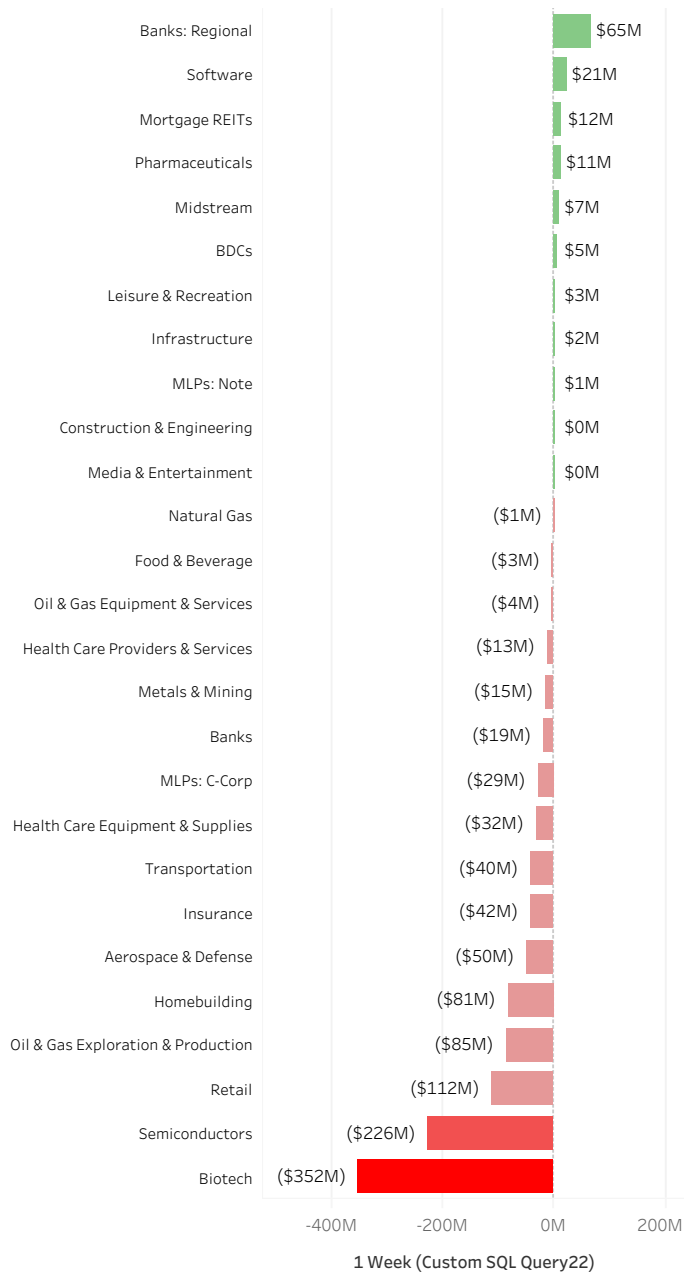 Banks: Regional $65M
Software $21M
Mortgage REITs $12M
Pharmaceuticals $11M
Midstream $7M
BDCs $5M
Leisure & Recreation $3M
Infrastructure $2M
MLPs: Note $1M
Construction & Engineering $0M
Media & Entertainment $0M
Natural Gas ($1M)
Food & Beverage ($3M)
Oil & Gas Equipment & Services ($4M)
Health Care Providers & Services ($13M)
Metals & Mining ($15M)
Banks ($19M)
MLPs: C-Corp ($29M)
Health Care Equipment & Supplies ($32M)
Transportation ($40M)
Insurance ($42M)
Aerospace & Defense ($50M)
Homebuilding ($81M)
Oil & Gas Exploration & Production ($85M)
Retail ($112M)
Semiconductors ($226M)
Biotech ($352M)
-400M -200M 0M 200M
1 Week (Custom SQL Query22)